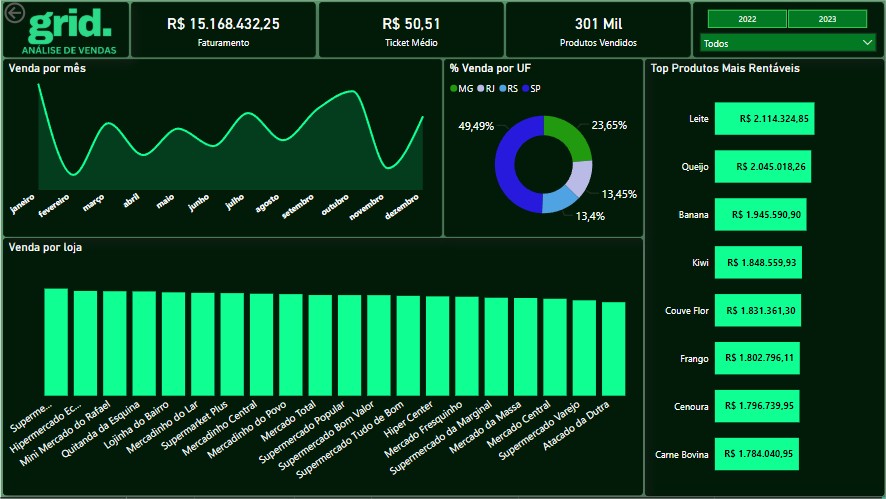 grid.
ANÁLISE DE VENDAS
R$ 15.168.432,25
Faturamento
R$ 50,51
Ticket Médio
301 Mil
Produtos Vendidos
2022
2023
Todos
Venda por mês
janeiro
fevereiro
março
abril
maio
junho
julho
agosto
setembro
outubro
novembro
dezembro
% Venda por UF
MG RJ RS SP
49,49%
23,65%
13,45%
13,4%
Top Produtos Mais Rentáveis
Leite R$ 2.114.324,85
Queijo R$ 2.045.018,26
Banana R$ 1.945.590,90
Kiwi R$ 1.848.559,93
Couve Flor R$ 1.831.361,30
Frango R$ 1.802.796,11
Cenoura R$ 1.796.739,95
Carne Bovina R$ 1.784.040,95
Venda por loja
Superme...
Hipermercado Ec...
Mini Mercado do Rafael
Quitanda da Esquina
Lojinha do Bairro
Mercadinho do Lar
Supermarket Plus
Mercadinho Central
Mercadinho do Povo
Mercado Total
Supermercado Popular
Supermercado Bom Valor
Supermercado Tudo de Bom
Hiper Center
Mercado Fresquinho
Supermercado da Marginal
Mercado da Massa
Mercado Central
Supermercado Varejo
Atacado da Dutra